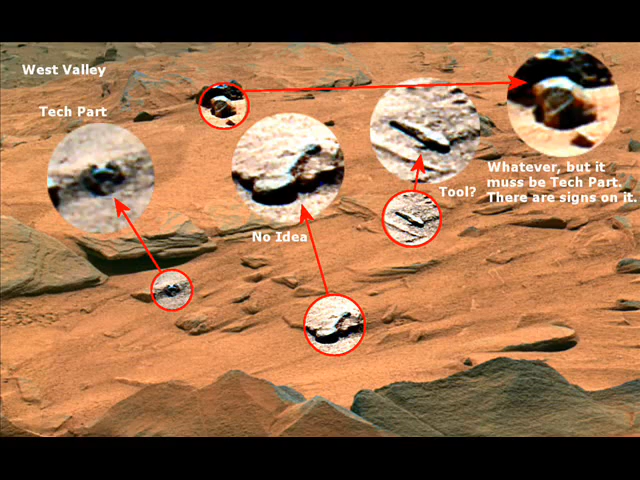 West Valley
Tech Part
Whatever, but it
muss be Tech Part.
There are signs on it.
Tool?
No Idea